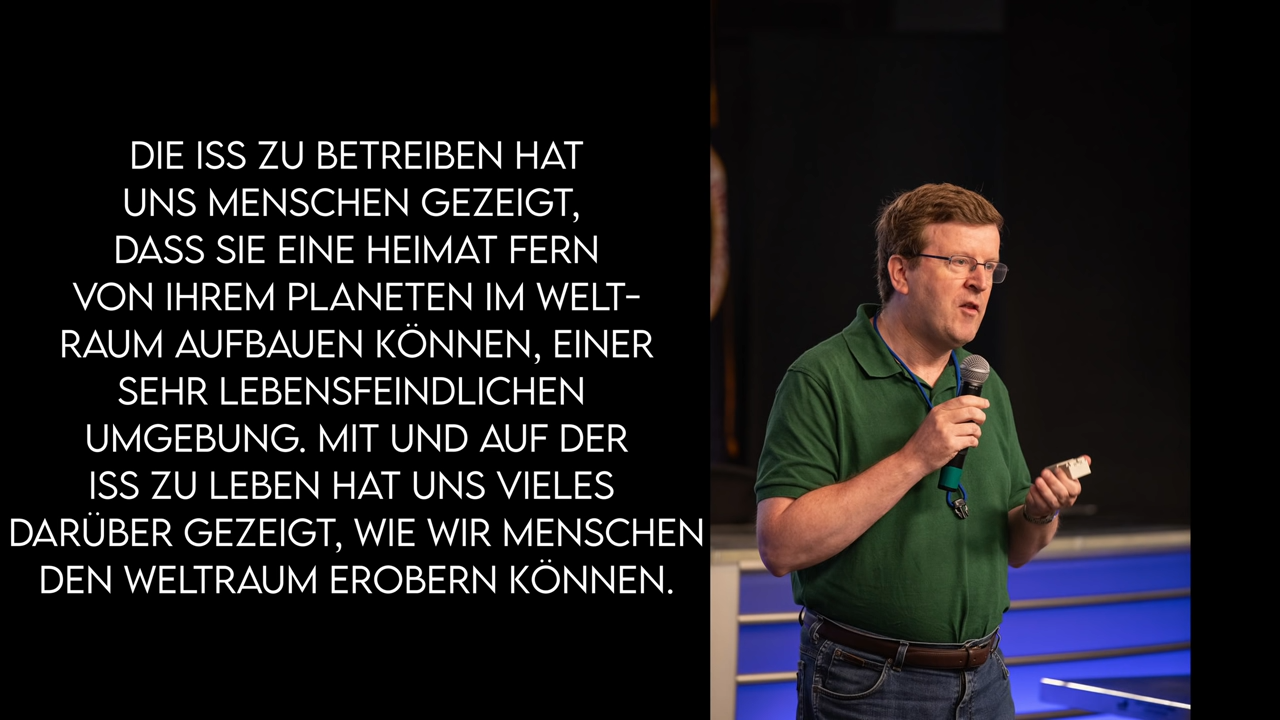 DIE ISS ZU BETREIBEN HAT
UNS MENSCHEN GEZEIGT,
DASS SIE EINE HEIMAT FERN
VON IHREM PLANETEN IM WELT-
RAUM AUFBAUEN KÖNNEN, EINER
SEHR LEBENSFEINDLICHEN
UMGEBUNG. MIT UND AUF DER
ISS ZU LEBEN HAT UNS VIELES
DARÜBER GEZEIGT, WIE WIR MENSCHEN
DEN WELTRAUM EROBERN KÖNNEN.